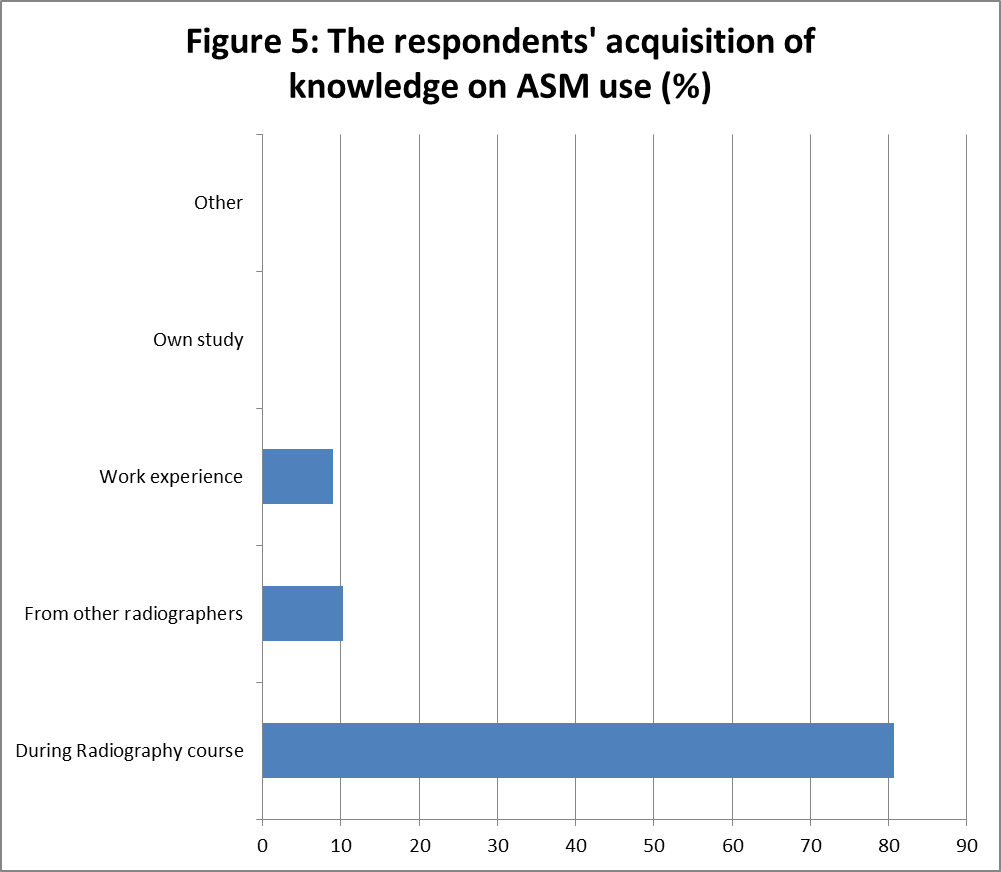 Figure 5: The respondents' acquisition of
knowledge on ASM use (%)
Other
Own study
Work experience
From other radiographers
During Radiography course
0 10 20 30 40 50 60 70 80 90